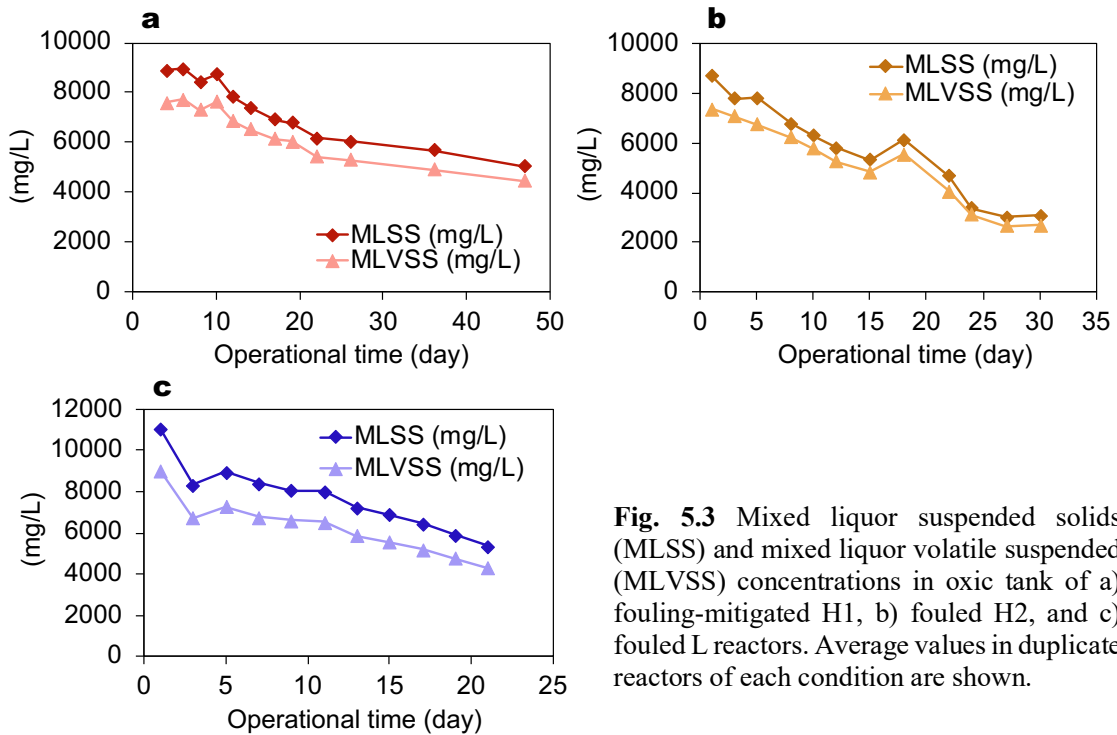 a
10000
8000
6000
4000
2000
0
(mg/L)
MLSS (mg/L)
MLVSS (mg/L)
0 10 20 30 40 50
Operational time (day)
b
10000
8000
6000
4000
2000
0
(mg/L)
MLSS (mg/L)
MLVSS (mg/L)
0 5 10 15 20 25 30 35
Operational time (day)
c
12000
10000
8000
6000
4000
2000
0
(mg/L)
MLSS (mg/L)
MLVSS (mg/L)
0 5 10 15 20 25
Operational time (day)
Fig. 5.3 Mixed liquor suspended solids
(MLSS) and mixed liquor volatile suspended
(MLVSS) concentrations in oxic tank of a)
fouling-mitigated H1, b) fouled H2, and c)
fouled L reactors. Average values in duplicate
reactors of each condition are shown.